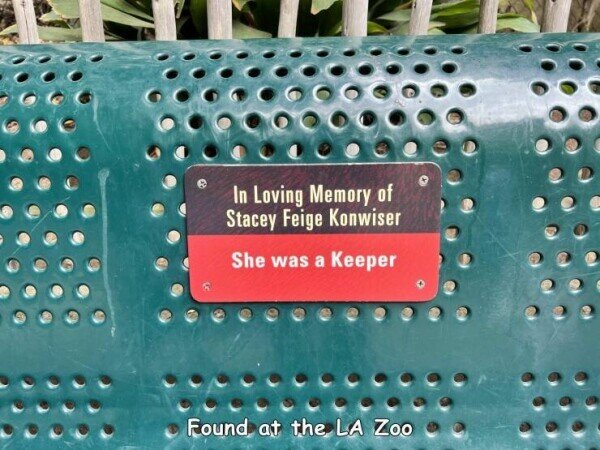 In Loving Memory of
Stacey Feige Konwiser
She was a Keeper
Found at the LA Zoo